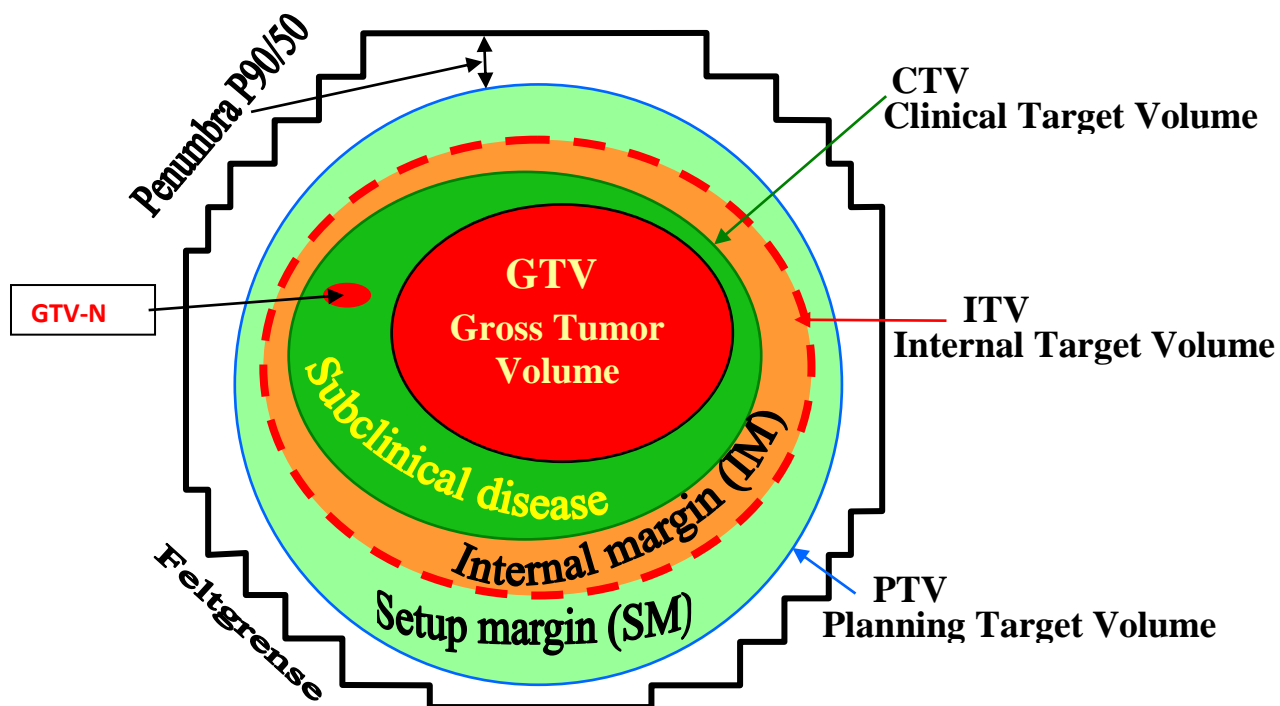 Penumbra P90/50
CTV
Clinical Target Volume
GTV
Gross Tumor
Volume
GTV-N
ITV
Internal Target Volume
Subclinical disease
Internal margin (IM)
Setup margin (SM)
PTV
Planning Target Volume
Feltgrense